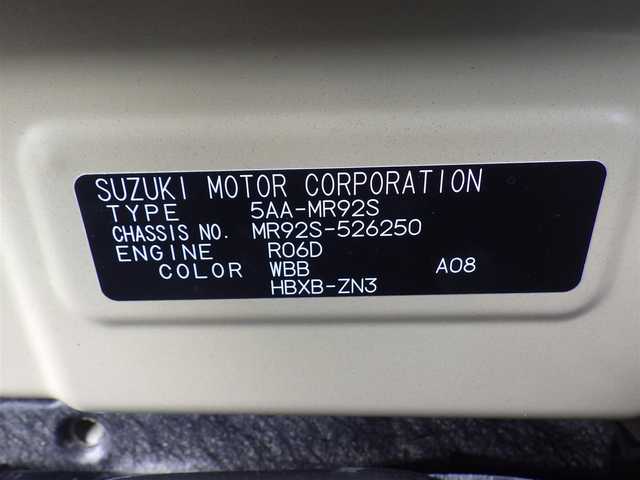 SUZUKI MOTOR CORPORATION
TYPE 5AA-MR92S
CHASSIS NO. MR92S-526250
ENGINE R06D
COLOR WBB A08
HBXB-ZN3